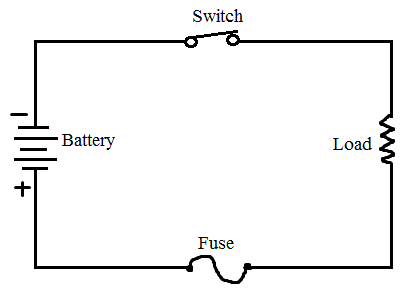 Switch
−
Battery
+
Load
Fuse